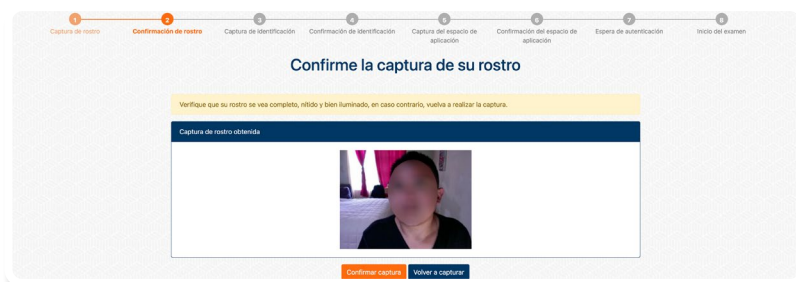 1
2
3
4
5
6
7
8
Captura de rostro
Confirmación de rostro
Captura de identificación
Confirmación de identificación
Captura del espacio de
aplicación
Confirmación del espacio de
aplicación
Espera de autenticación
Inicio del examen
Confirme la captura de su rostro
Verifique que su rostro se vea completo, nítido y bien iluminado, en caso contrario, vuelva a realizar la captura.
Captura de rostro obtenida
Confirmar captura
Volver a capturar